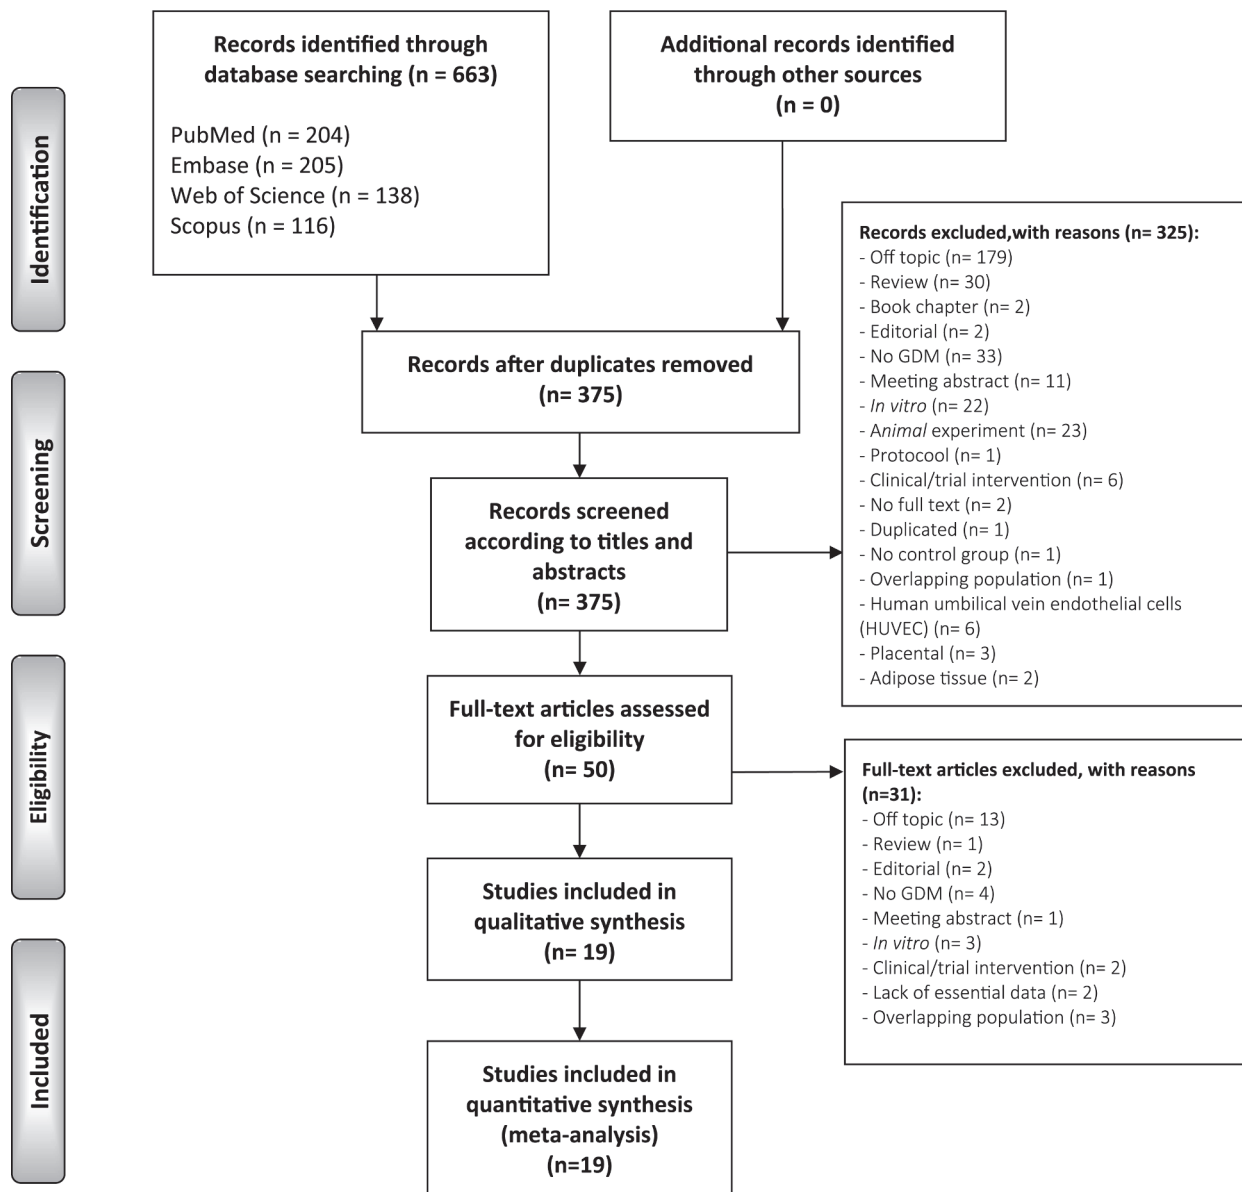 Records identified through
database searching (n = 663)
PubMed (n = 204)
Embase (n = 205)
Web of Science (n = 138)
Scopus (n = 116)
Additional records identified
through other sources
(n = 0)
Identification
Records excluded,with reasons (n= 325):
- Off topic (n= 179)
- Review (n= 30)
- Book chapter (n= 2)
- Editorial (n= 2)
- No GDM (n= 33)
- Meeting abstract (n= 11)
- In vitro (n= 22)
- Animal experiment (n= 23)
- Protocool (n= 1)
- Clinical/trial intervention (n= 6)
- No full text (n= 2)
- Duplicated (n= 1)
- No control group (n= 1)
- Overlapping population (n= 1)
- Human umbilical vein endothelial cells
(HUVEC) (n= 6)
- Placental (n= 3)
- Adipose tissue (n= 2)
Records after duplicates removed
(n= 375)
Screening
Records screened
according to titles and
abstracts
(n= 375)
Eligibility
Full-text articles assessed
for eligibility
(n= 50)
Full-text articles excluded, with reasons
(n=31):
- Off topic (n= 13)
- Review (n= 1)
- Editorial (n= 2)
- No GDM (n= 4)
- Meeting abstract (n= 1)
- In vitro (n= 3)
- Clinical/trial intervention (n= 2)
- Lack of essential data (n= 2)
- Overlapping population (n= 3)
Studies included in
qualitative synthesis
(n= 19)
Included
Studies included in
quantitative synthesis
(meta-analysis)
(n=19)